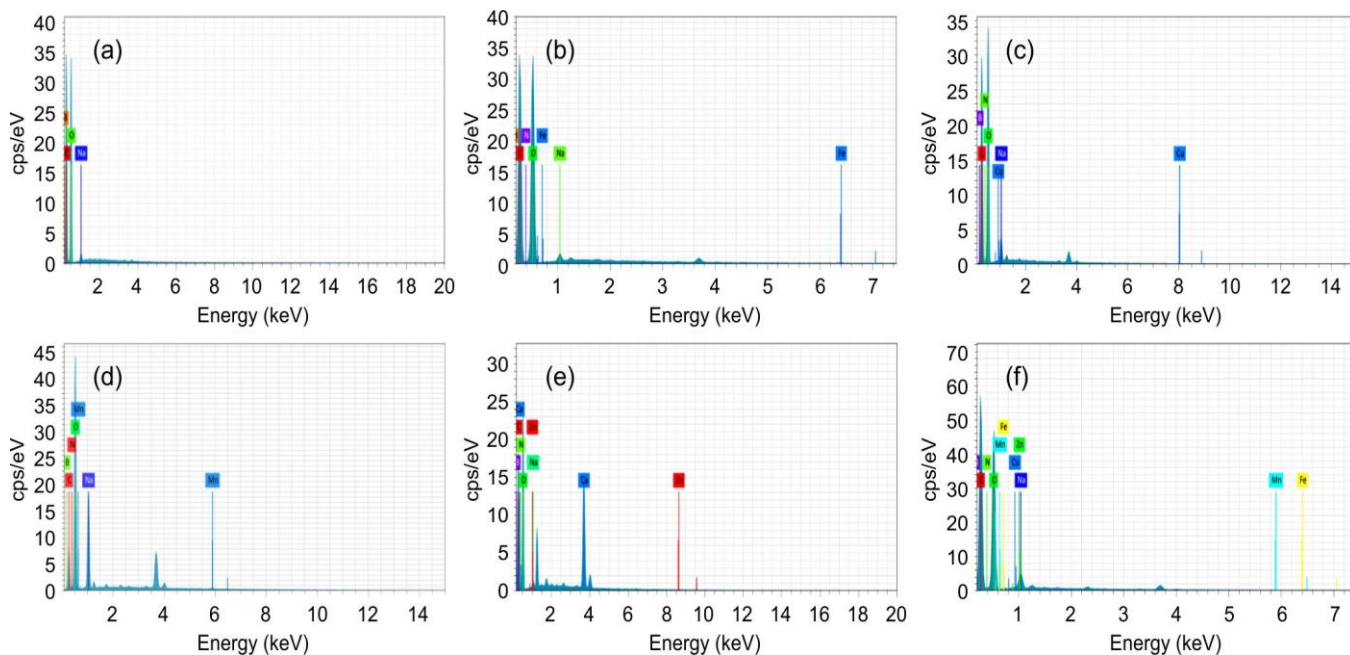 (a)
cps/eV
40
35
30
25
20
15
10
5
0
O
Na
2 4 6 8 10 12 14 16 18 20
Energy (keV)
(b)
cps/eV
40
35
30
25
20
15
10
5
0
N
Fe
O
Na
Fe
1 2 3 4 5 6 7
Energy (keV)
(c)
cps/eV
35
30
25
20
15
10
5
0
N
B
O
C
Na
Cu
Cu
2 4 6 8 10 12 14
Energy (keV)
(d)
cps/eV
45
40
35
30
25
20
15
10
5
0
Mn
O
N
B
C
Na
Mn
2 4 6 8 10 12 14
Energy (keV)
(e)
cps/eV
30
25
20
15
10
5
0
Ca
C
Zn
N
B
Na
O
Ca
Zn
2 4 6 8 10 12 14 16 18 20
Energy (keV)
(f)
cps/eV
70
60
50
40
30
20
10
0
Fe
Mn
Zn
N
Cu
C
O
Na
Mn
Fe
1 2 3 4 5 6 7
Energy (keV)